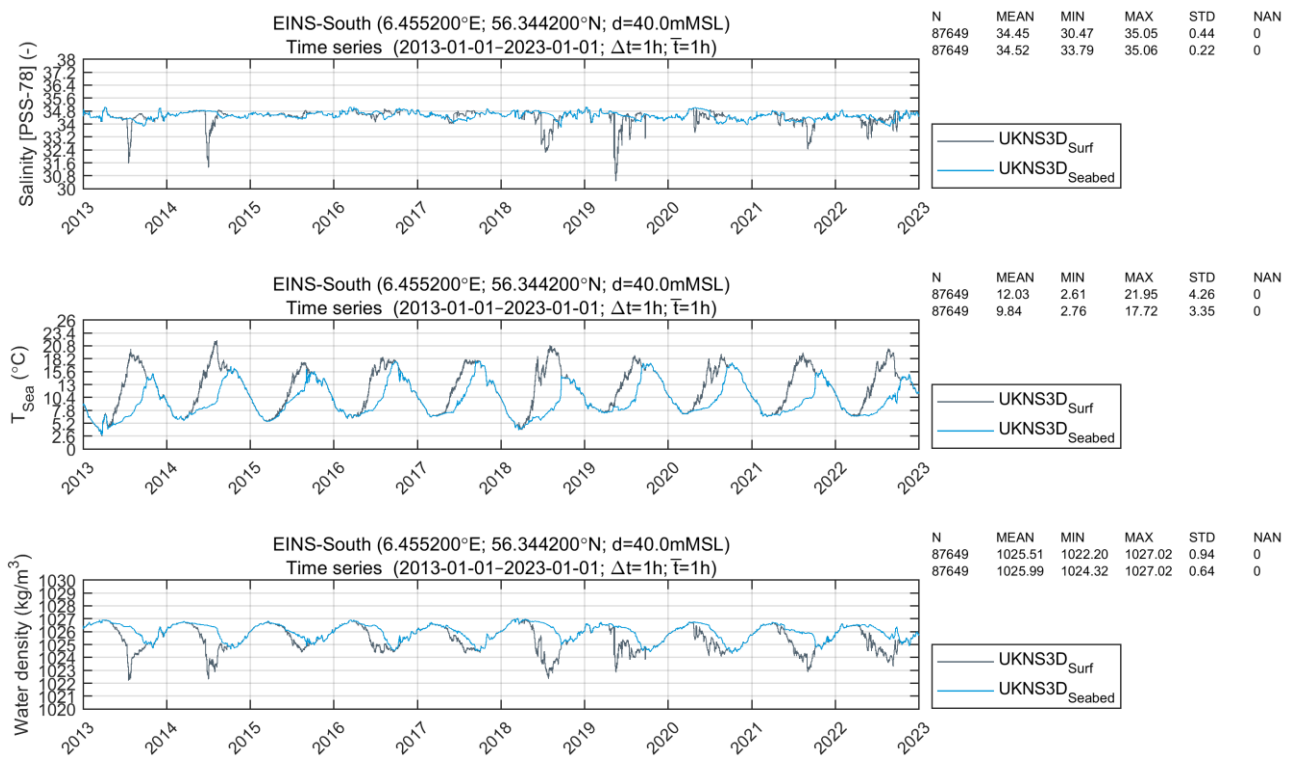 EINS-South (6.455200°E; 56.344200°N; d=40.0mMSL)
Time series (2013-01-01–2023-01-01; Δt=1h; t̅=1h)
Salinity [PSS-78] (-)
38
37.2
36.4
35.6
34.8
34
33.2
32.4
31.6
30.8
30
2013 2014 2015 2016 2017 2018 2019 2020 2021 2022 2023
N MEAN MIN MAX STD NAN
87649 34.45 30.47 35.05 0.44 0
87649 34.52 33.79 35.06 0.22 0
UKNS3D_Surf
UKNS3D_Seabed
EINS-South (6.455200°E; 56.344200°N; d=40.0mMSL)
Time series (2013-01-01–2023-01-01; Δt=1h; t̅=1h)
T_Sea (°C)
26
23.4
20.8
18.2
15.6
13
10.4
7.8
5.2
2.6
0
2013 2014 2015 2016 2017 2018 2019 2020 2021 2022 2023
N MEAN MIN MAX STD NAN
87649 12.03 2.61 21.95 4.26 0
87649 9.84 2.76 17.72 3.35 0
UKNS3D_Surf
UKNS3D_Seabed
EINS-South (6.455200°E; 56.344200°N; d=40.0mMSL)
Time series (2013-01-01–2023-01-01; Δt=1h; t̅=1h)
Water density (kg/m³)
1030
1029
1028
1027
1026
1025
1024
1023
1022
1021
1020
2013 2014 2015 2016 2017 2018 2019 2020 2021 2022 2023
N MEAN MIN MAX STD NAN
87649 1025.51 1022.20 1027.02 0.94 0
87649 1025.99 1024.32 1027.02 0.64 0
UKNS3D_Surf
UKNS3D_Seabed